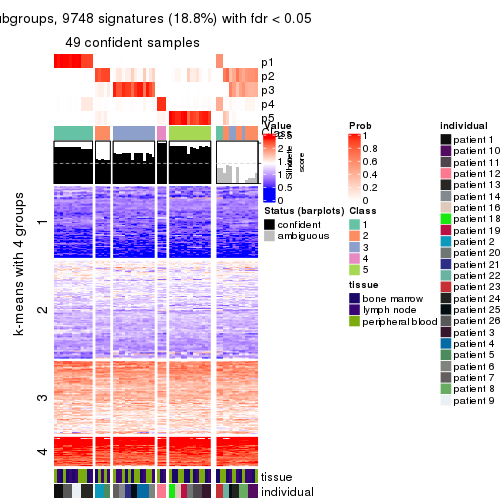 ubgroups, 9748 signatures (18.8%) with fdr < 0.05
49 confident samples
p1
p2
p3
p4
p5
Class
k-means with 4 groups
1
2
3
4
tissue
individual
Value
2.5
2
1.5
1
0.5
0
Silhouette
score
Status (barplots)
confident
ambiguous
Prob
1
0.8
0.6
0.4
0.2
0
Class
1
2
3
4
5
tissue
bone marrow
lymph node
peripheral blood
individual
patient 1
patient 10
patient 11
patient 12
patient 13
patient 14
patient 16
patient 18
patient 19
patient 2
patient 20
patient 21
patient 22
patient 23
patient 24
patient 25
patient 26
patient 3
patient 4
patient 5
patient 6
patient 7
patient 8
patient 9